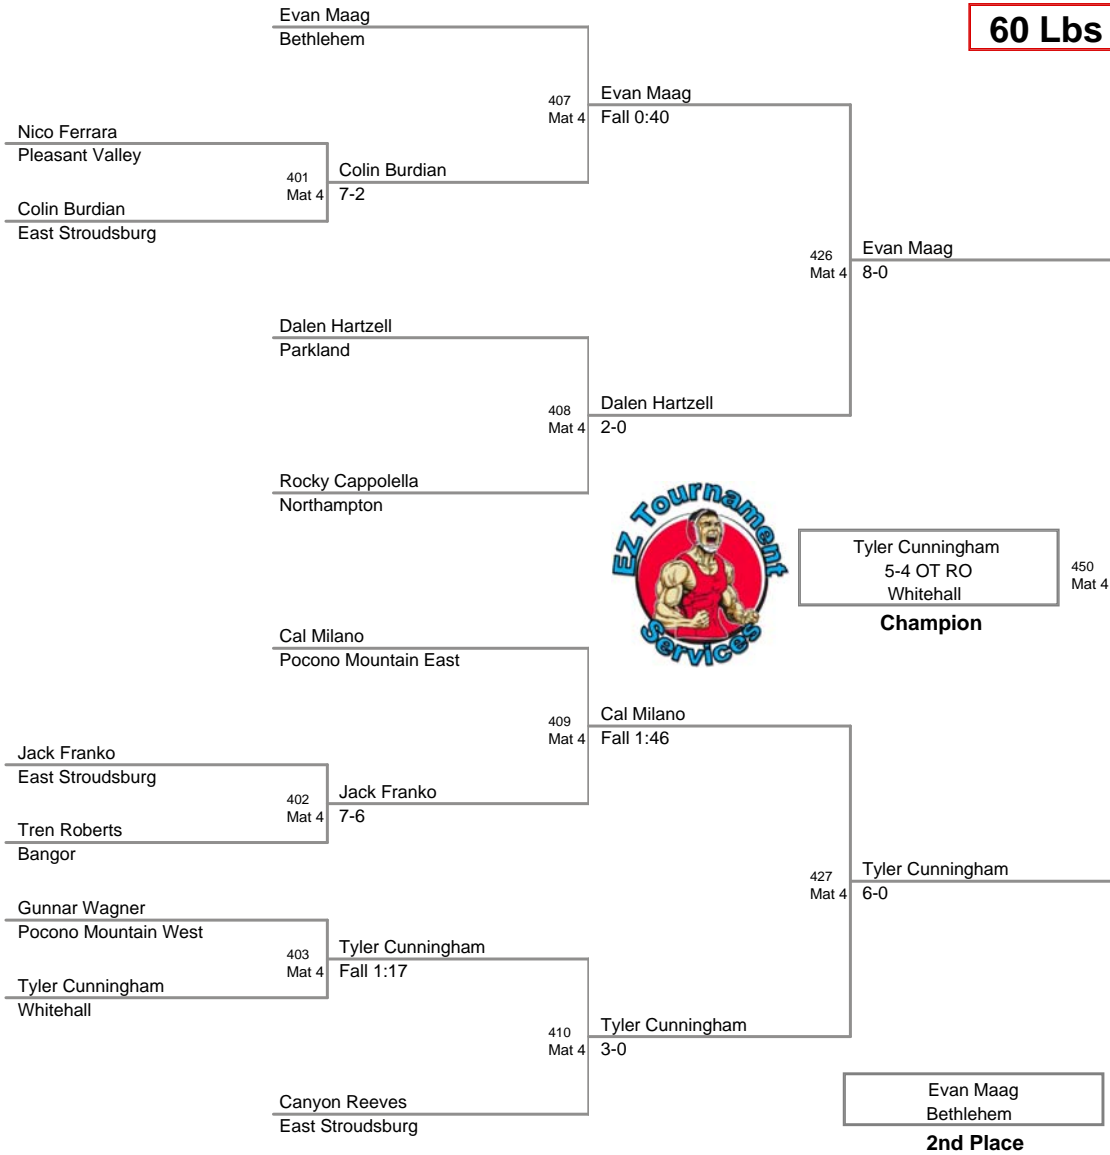 60 Lbs
Evan Maag
Bethlehem
407
Mat 4
Evan Maag
Fall 0:40
Nico Ferrara
Pleasant Valley
401
Mat 4
Colin Burdian
7-2
Colin Burdian
East Stroudsburg
426
Mat 4
Evan Maag
8-0
Dalen Hartzell
Parkland
408
Mat 4
Dalen Hartzell
2-0
Rocky Cappolella
Northampton
EZ Tournament
Services
Tyler Cunningham
5-4 OT RO
Whitehall
Champion
450
Mat 4
Cal Milano
Pocono Mountain East
409
Mat 4
Cal Milano
Fall 1:46
Jack Franko
East Stroudsburg
402
Mat 4
Jack Franko
7-6
Tren Roberts
Bangor
427
Mat 4
Tyler Cunningham
6-0
Gunnar Wagner
Pocono Mountain West
403
Mat 4
Tyler Cunningham
Fall 1:17
Tyler Cunningham
Whitehall
410
Mat 4
Tyler Cunningham
3-0
Canyon Reeves
East Stroudsburg
Evan Maag
Bethlehem
2nd Place